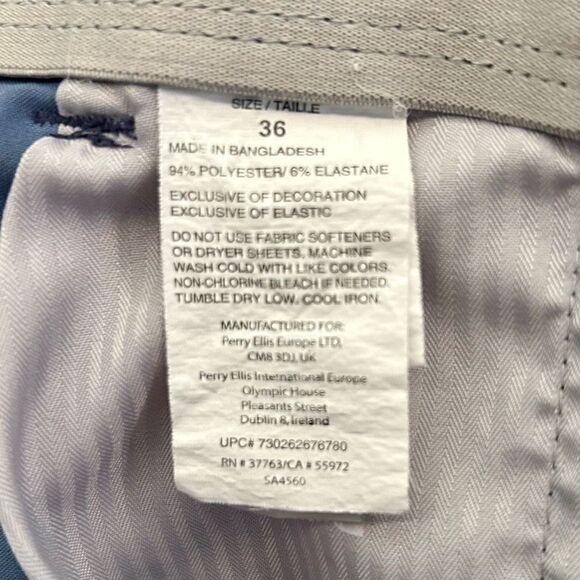 SIZE / TAILLE
36
MADE IN BANGLADESH
94% POLYESTER/ 6% ELASTANE
EXCLUSIVE OF DECORATION
EXCLUSIVE OF ELASTIC
DO NOT USE FABRIC SOFTENERS
OR DRYER SHEETS, MACHINE
WASH COLD WITH LIKE COLORS.
NON-CHLORINE BLEACH IF NEEDED.
TUMBLE DRY LOW. COOL IRON.
MANUFACTURED FOR:
Perry Ellis Europe LTD,
CM8 3DJ, UK
Perry Ellis International Europe
Olympic House
Pleasants Street
Dublin 8, Ireland
UPC# 730262676780
RN # 37763/CA # 55972
SA4560